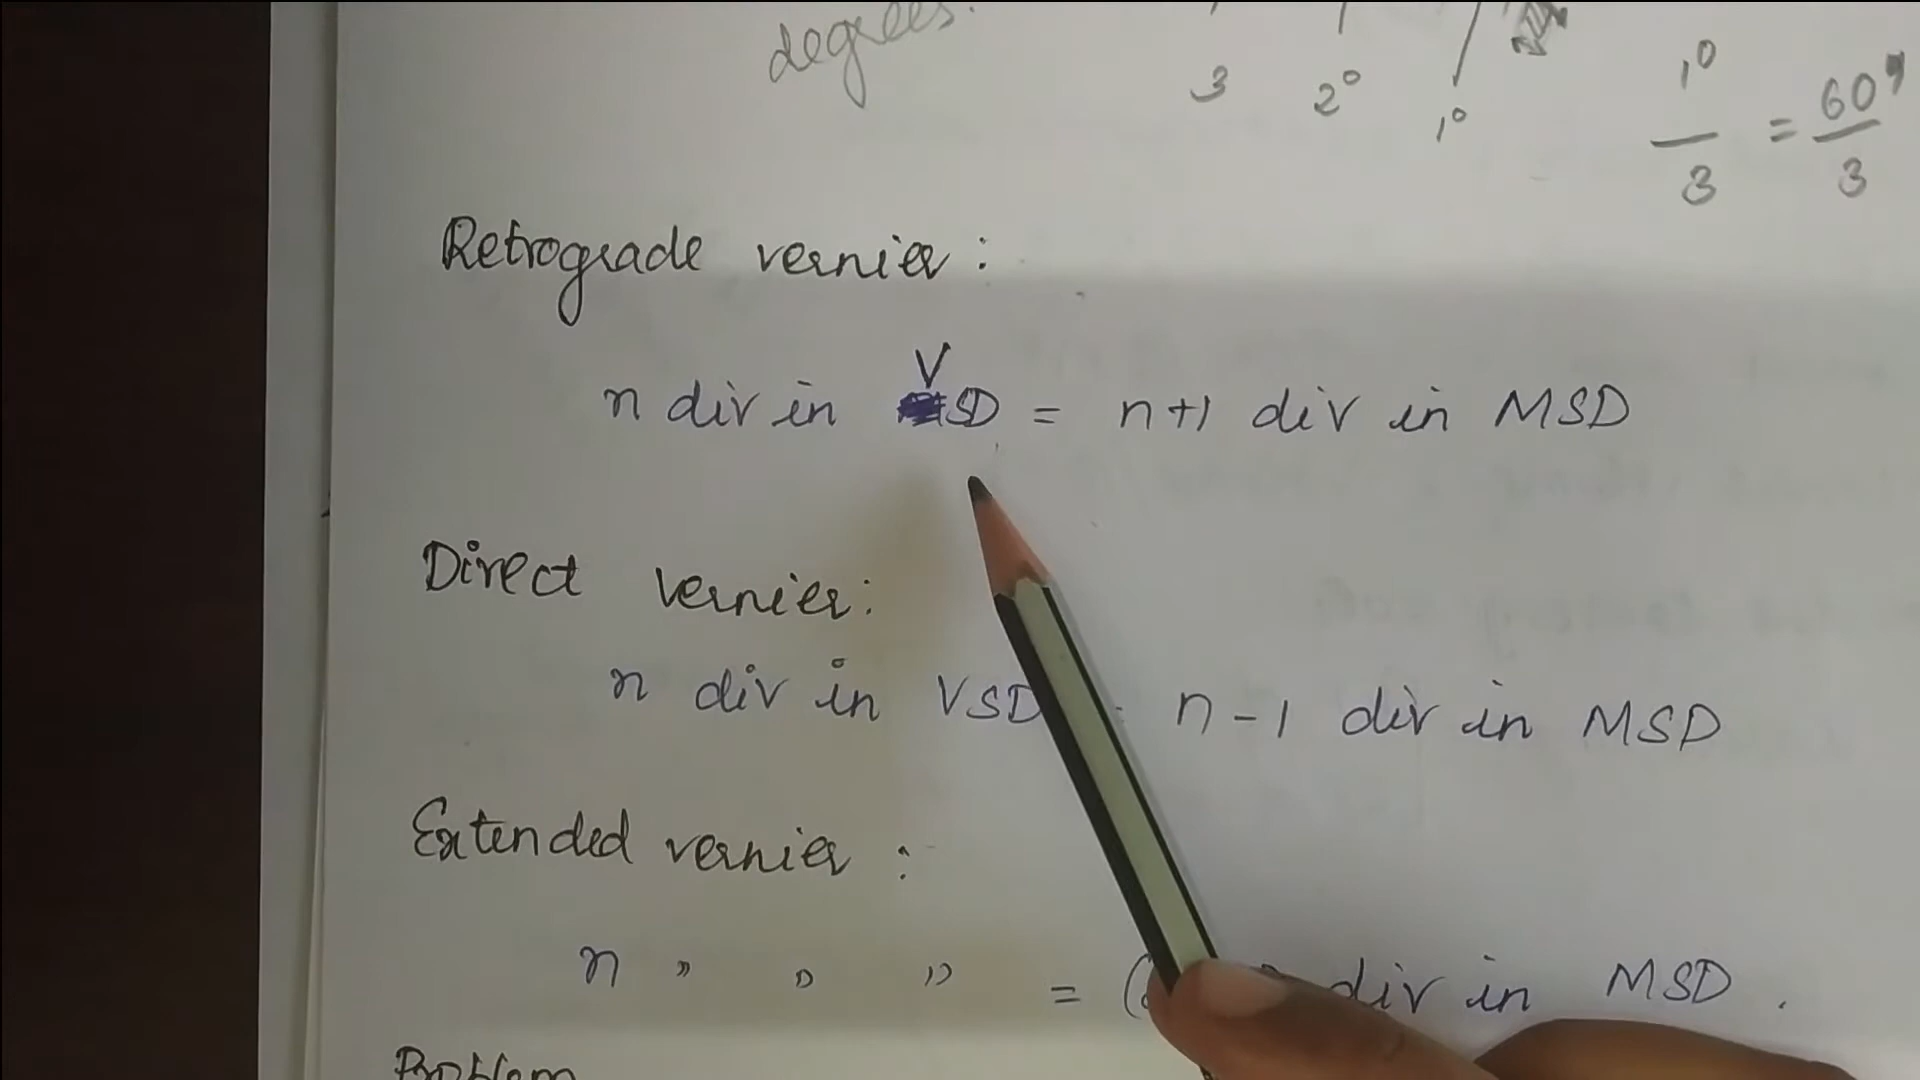 degrees.
3 2° 1°
1° / 3 = 60" / 3
Retrograde vernier :
n div in VSD = n+1 div in MSD
Direct vernier:
n div in VSD n-1 div in MSD
Extended vernier :
n " " " = ( div in MSD .
Problem